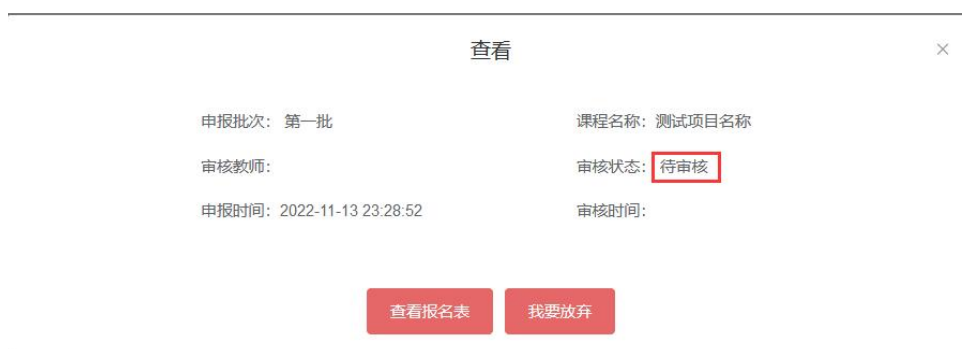 查看
申报批次： 第一批
课程名称： 测试项目名称
审核教师：
审核状态： 待审核
申报时间： 2022-11-13 23:28:52
审核时间：
查看报名表
我要放弃